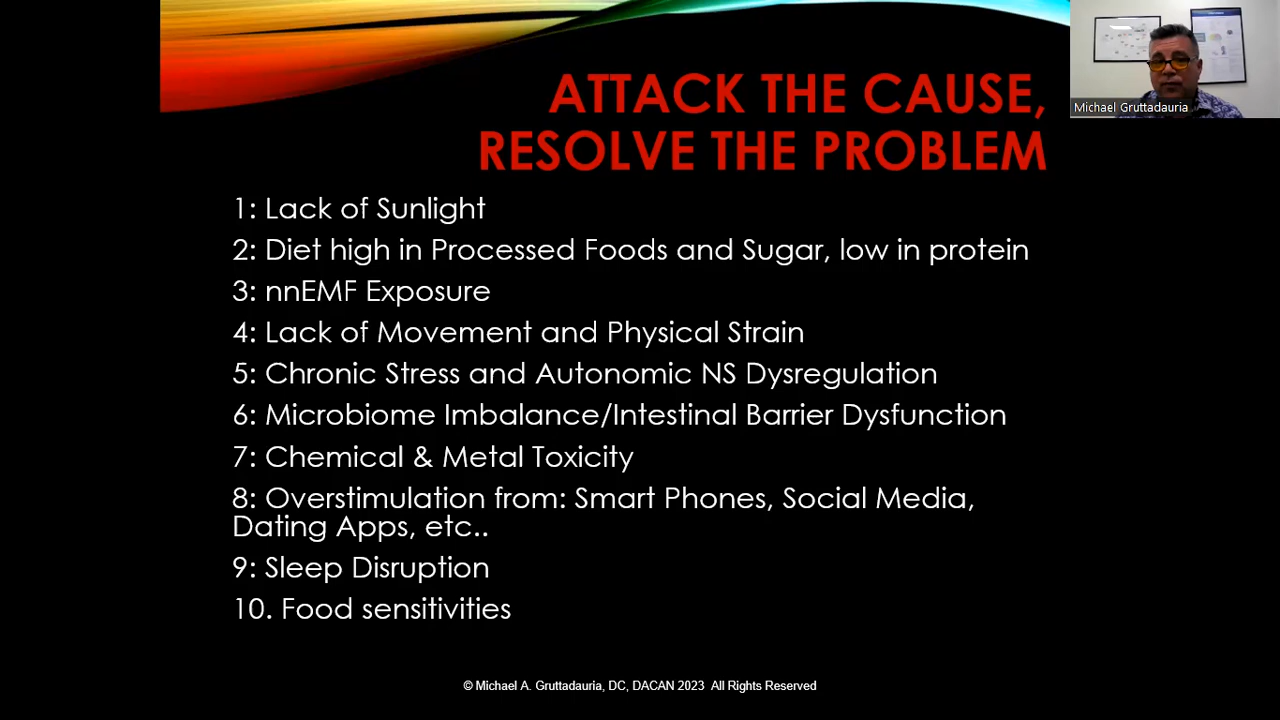 ATTACK THE CAUSE,
RESOLVE THE PROBLEM
Michael Gruttadauria
1: Lack of Sunlight
2: Diet high in Processed Foods and Sugar, low in protein
3: nnEMF Exposure
4: Lack of Movement and Physical Strain
5: Chronic Stress and Autonomic NS Dysregulation
6: Microbiome Imbalance/Intestinal Barrier Dysfunction
7: Chemical & Metal Toxicity
8: Overstimulation from: Smart Phones, Social Media,
Dating Apps, etc..
9: Sleep Disruption
10. Food sensitivities
© Michael A. Gruttadauria, DC, DACAN 2023 All Rights Reserved